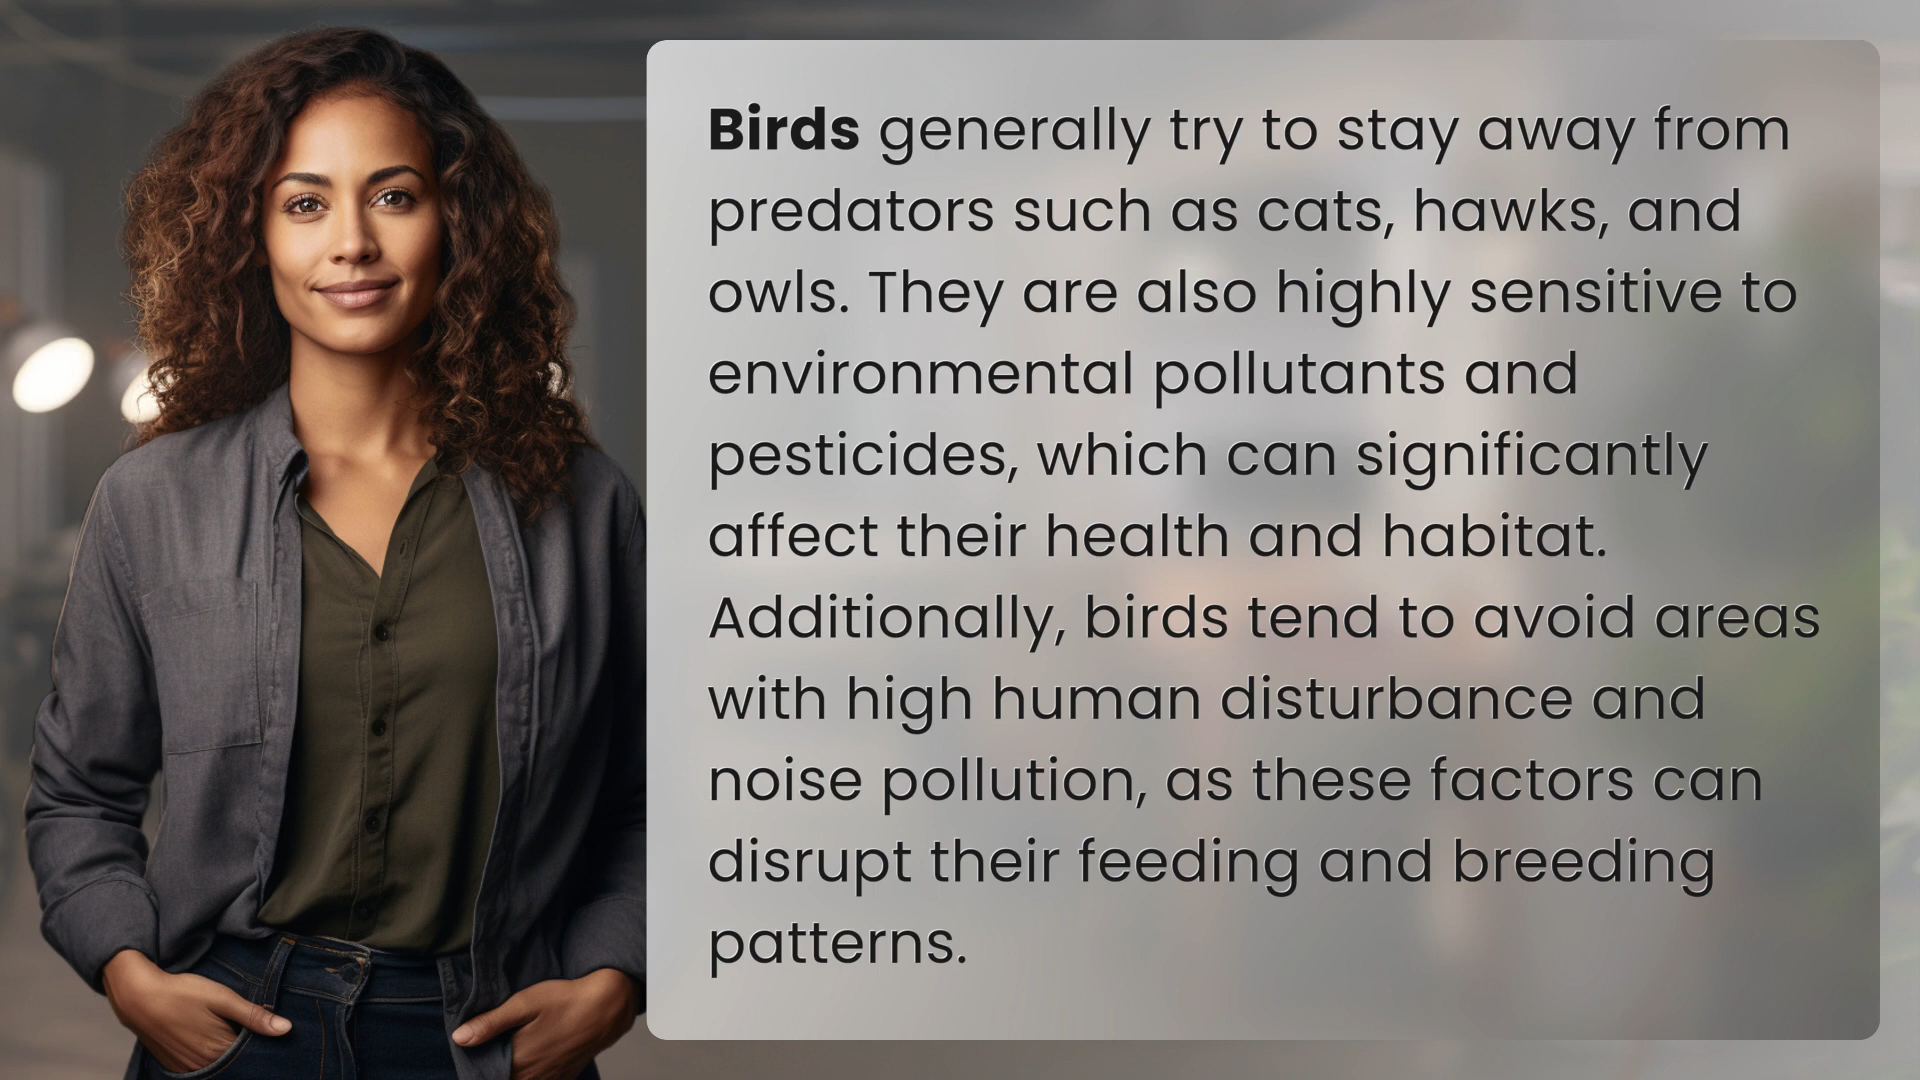 Birds generally try to stay away from
predators such as cats, hawks, and
owls. They are also highly sensitive to
environmental pollutants and
pesticides, which can significantly
affect their health and habitat.
Additionally, birds tend to avoid areas
with high human disturbance and
noise pollution, as these factors can
disrupt their feeding and breeding
patterns.